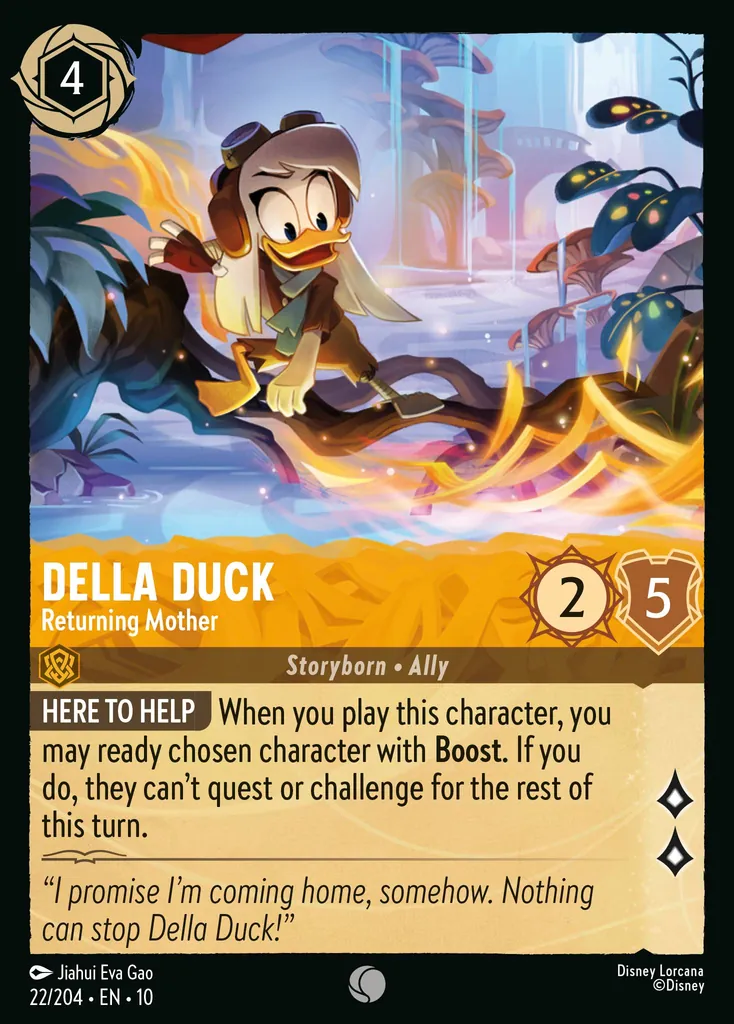 4
DELLA DUCK
Returning Mother
2
5
Storyborn • Ally
HERE TO HELP When you play this character, you
may ready chosen character with Boost. If you
do, they can’t quest or challenge for the rest of
this turn.
“I promise I’m coming home, somehow. Nothing
can stop Della Duck!”
Jiahui Eva Gao
22/204 • EN • 10
Disney Lorcana
©Disney